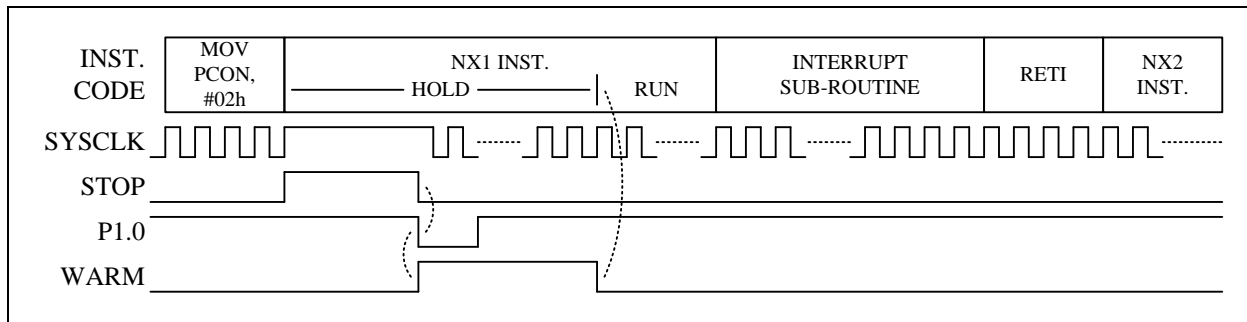 INST.
CODE
MOV
PCON,
#02h
NX1 INST.
HOLD
RUN
INTERRUPT
SUB-ROUTINE
RETI
NX2
INST.
SYSCLK
STOP
P1.0
WARM